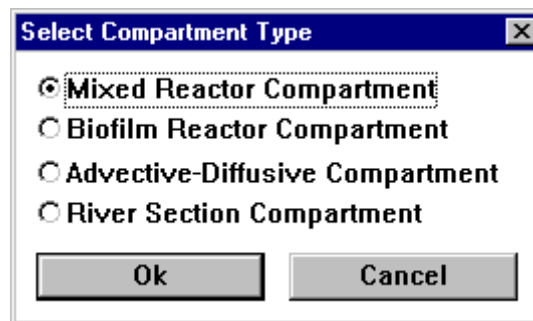 Select Compartment Type
Mixed Reactor Compartment
Biofilm Reactor Compartment
Advective-Diffusive Compartment
River Section Compartment
Ok Cancel